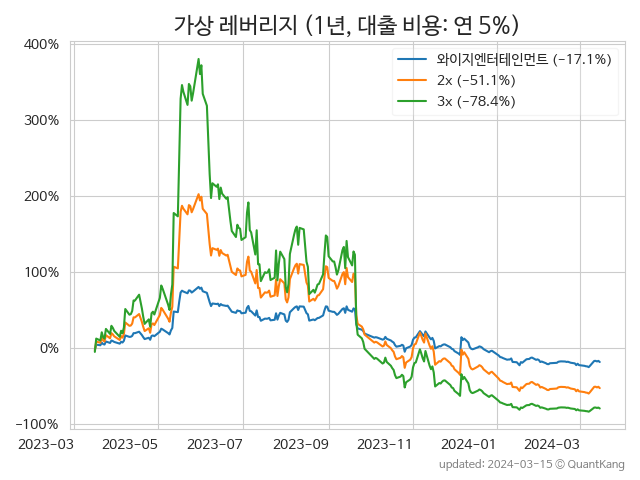 가상 레버리지 (1년, 대출 비용: 연 5%)
400%
300%
200%
100%
0%
−100%
와이지엔터테인먼트 (−17.1%)
2x (−51.1%)
3x (−78.4%)
2023-03 2023-05 2023-07 2023-09 2023-11 2024-01 2024-03
updated: 2024-03-15 © QuantKang